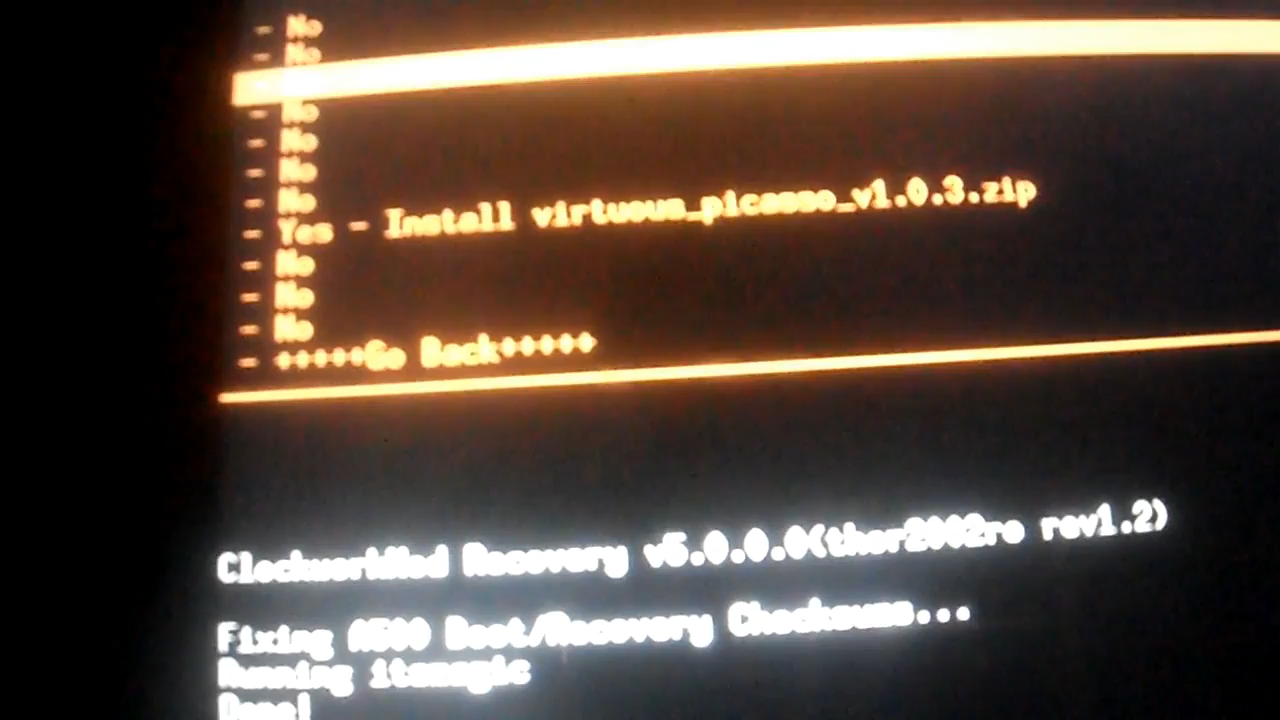 - No
- No
- No
- No
- No
- No
- Yes - Install virtuous_picasso_v1.0.3.zip
- No
- No
- No
- +++++Go Back+++++
ClockworkMod Recovery v5.0.0.0(thor2002ro rev1.2)
Fixing A500 Boot/Recovery Checksums...
Running itsmagic
Done!